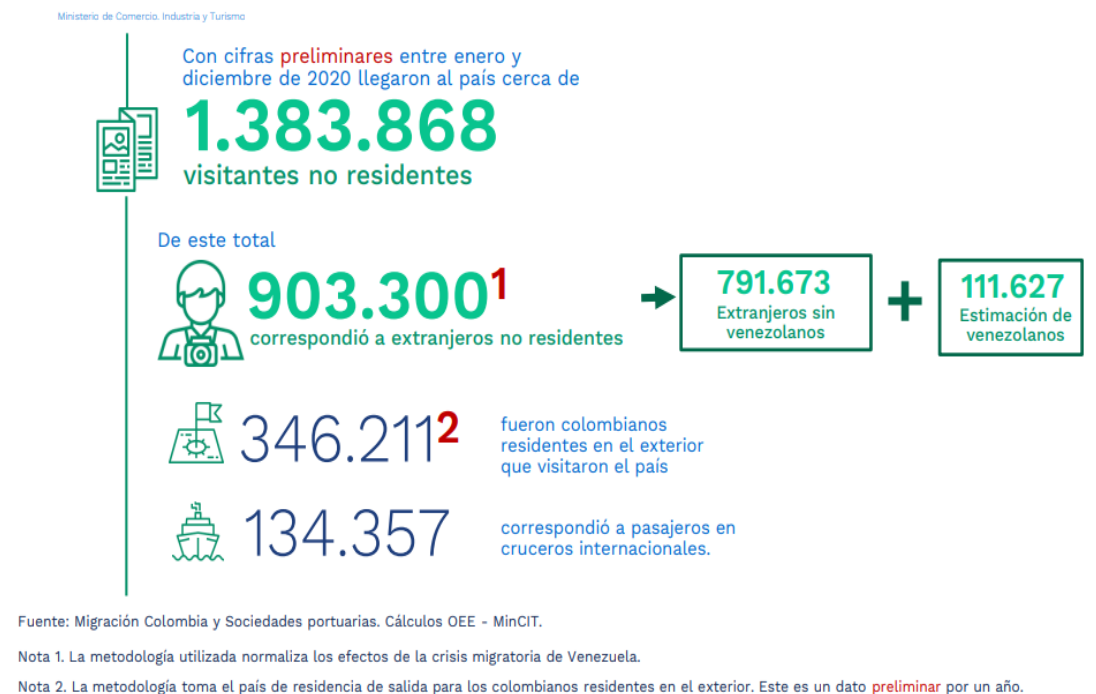 Ministerio de Comercio. Industria y Turismo
Con cifras preliminares entre enero y
diciembre de 2020 llegaron al país cerca de
1.383.868
visitantes no residentes
De este total
903.300¹
correspondió a extranjeros no residentes
791.673
Extranjeros sin
venezolanos
+
111.627
Estimación de
venezolanos
346.211²
fueron colombianos
residentes en el exterior
que visitaron el país
134.357
correspondió a pasajeros en
cruceros internacionales.
Fuente: Migración Colombia y Sociedades portuarias. Cálculos OEE - MinCIT.
Nota 1. La metodología utilizada normaliza los efectos de la crisis migratoria de Venezuela.
Nota 2. La metodología toma el país de residencia de salida para los colombianos residentes en el exterior. Este es un dato preliminar por un año.